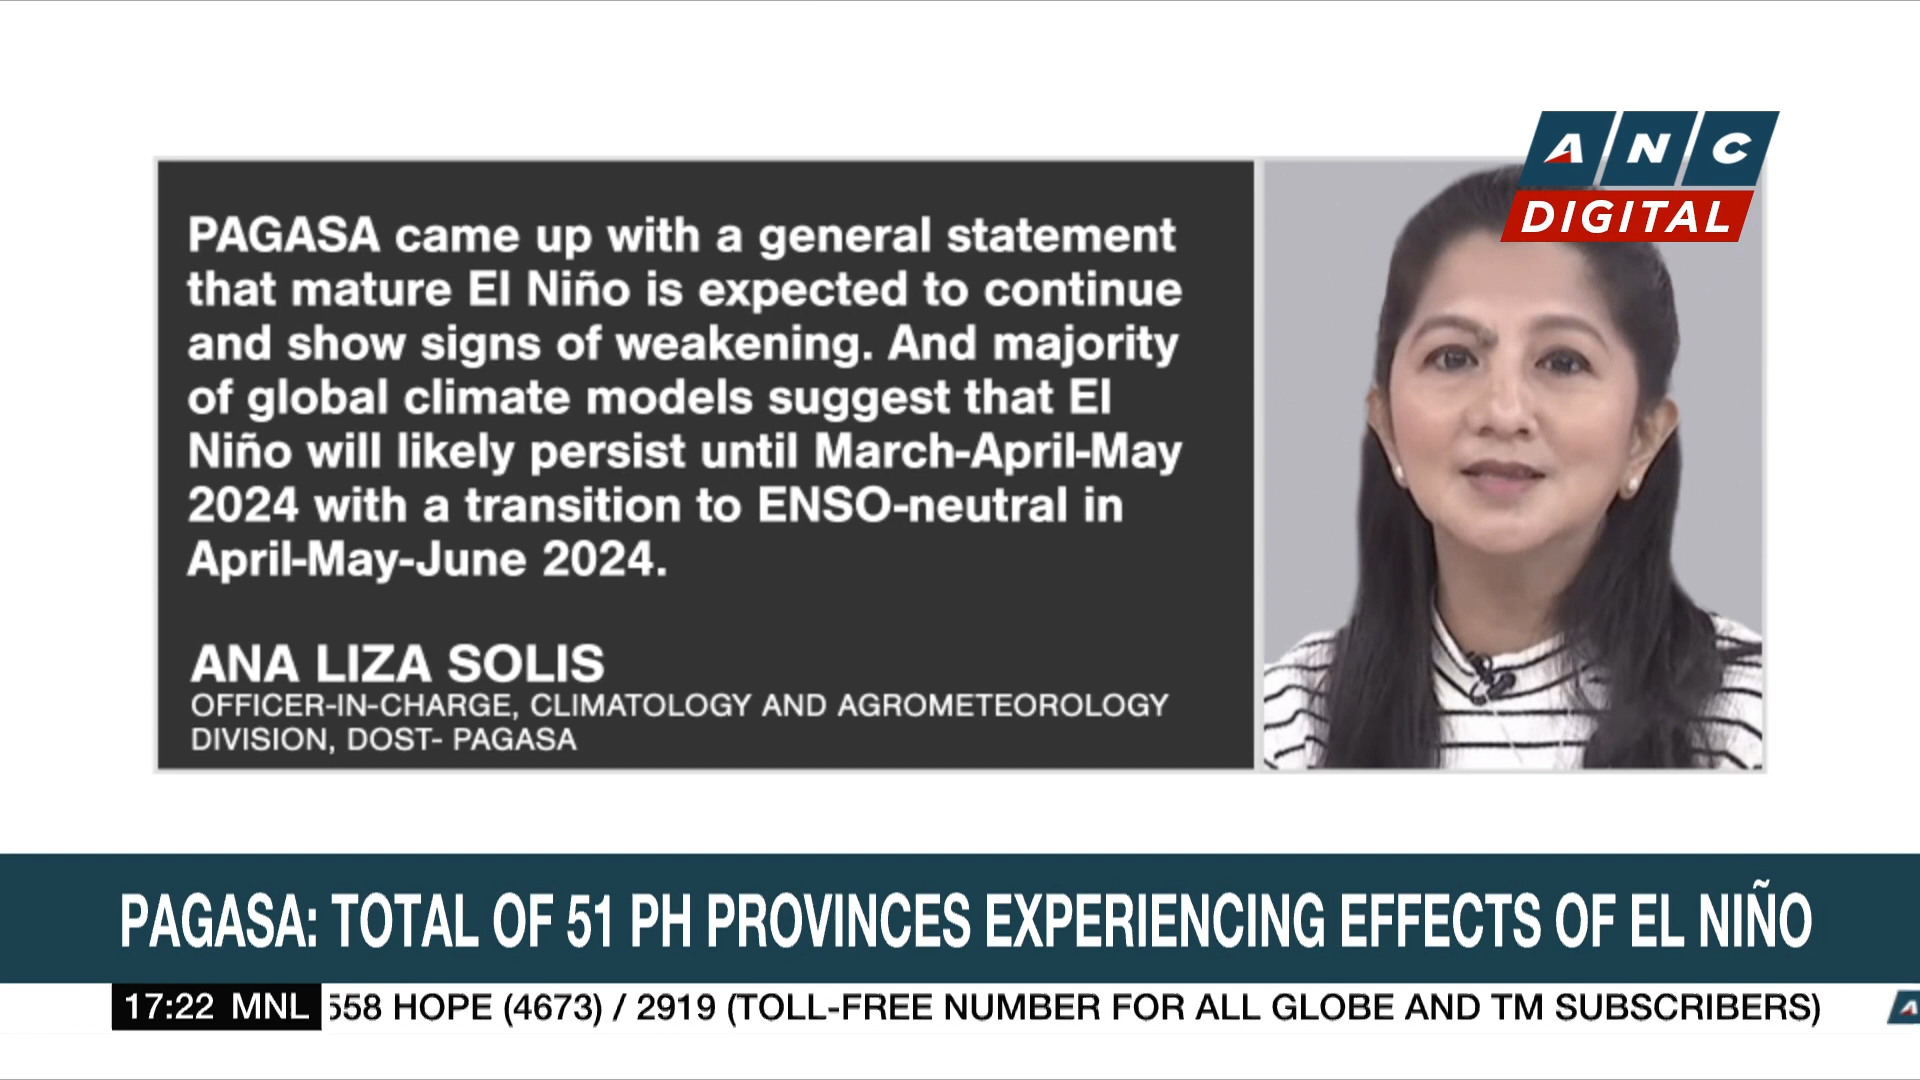 ANC
DIGITAL
PAGASA came up with a general statement
that mature El Niño is expected to continue
and show signs of weakening. And majority
of global climate models suggest that El
Niño will likely persist until March-April-May
2024 with a transition to ENSO-neutral in
April-May-June 2024.
ANA LIZA SOLIS
OFFICER-IN-CHARGE, CLIMATOLOGY AND AGROMETEOROLOGY
DIVISION, DOST- PAGASA
PAGASA: TOTAL OF 51 PH PROVINCES EXPERIENCING EFFECTS OF EL NIÑO
17:22 MNL 558 HOPE (4673) / 2919 (TOLL-FREE NUMBER FOR ALL GLOBE AND TM SUBSCRIBERS) A